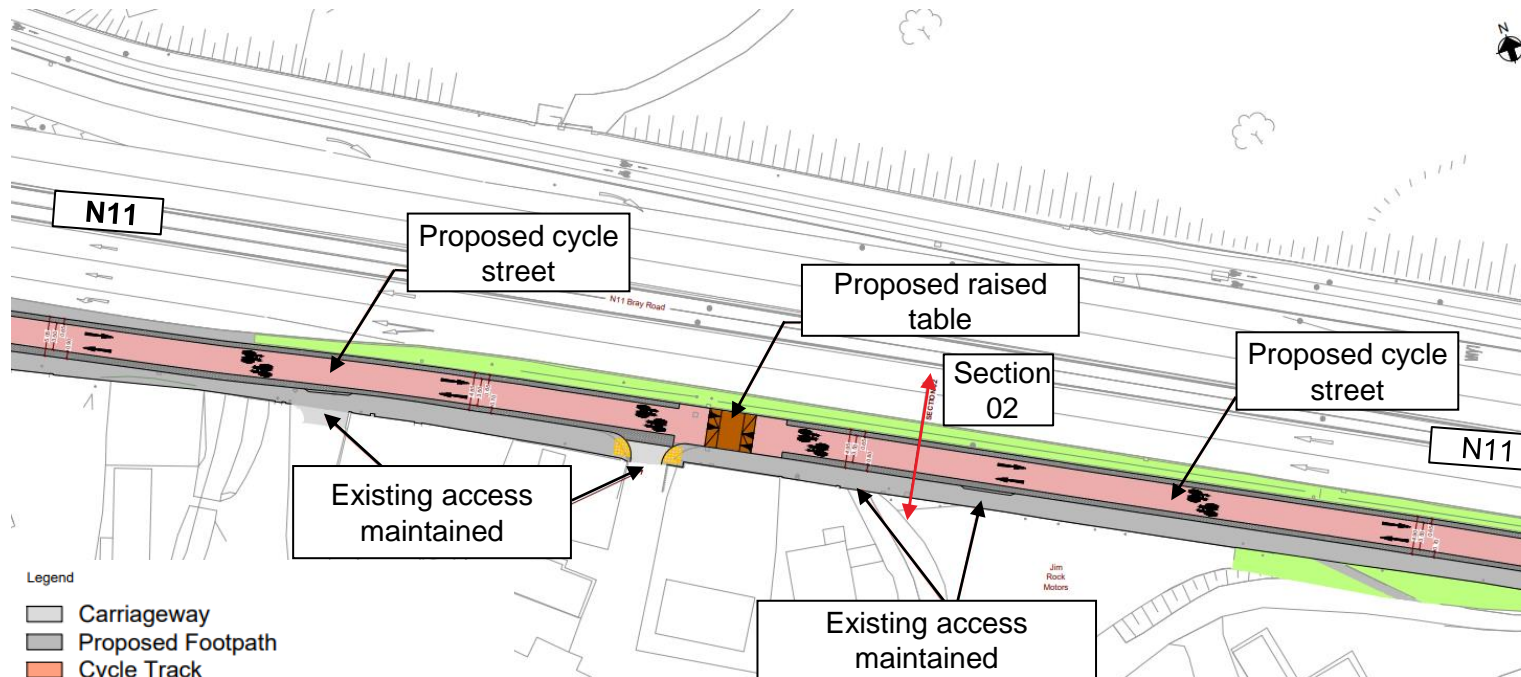 N
N11
Proposed cycle
street
Proposed raised
table
N11 Bray Road
Section
02
Proposed cycle
street
N11
Existing access
maintained
Jim
Rock
Motors
Existing access
maintained
Legend
Carriageway
Proposed Footpath
Cycle Track